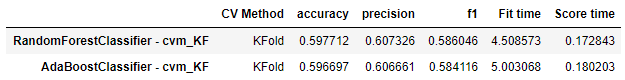 CV Method accuracy precision f1 Fit time Score time
RandomForestClassifier - cvm_KF KFold 0.597712 0.607326 0.586046 4.508573 0.172843
AdaBoostClassifier - cvm_KF KFold 0.596697 0.606661 0.584116 5.003068 0.180203